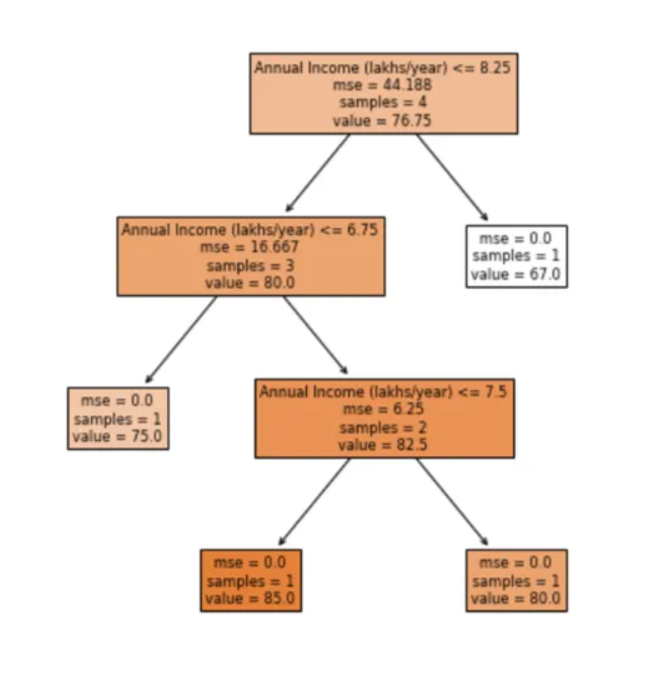 Annual Income (lakhs/year) <= 8.25
mse = 44.188
samples = 4
value = 76.75
Annual Income (lakhs/year) <= 6.75
mse = 16.667
samples = 3
value = 80.0
mse = 0.0
samples = 1
value = 67.0
mse = 0.0
samples = 1
value = 75.0
Annual Income (lakhs/year) <= 7.5
mse = 6.25
samples = 2
value = 82.5
mse = 0.0
samples = 1
value = 85.0
mse = 0.0
samples = 1
value = 80.0